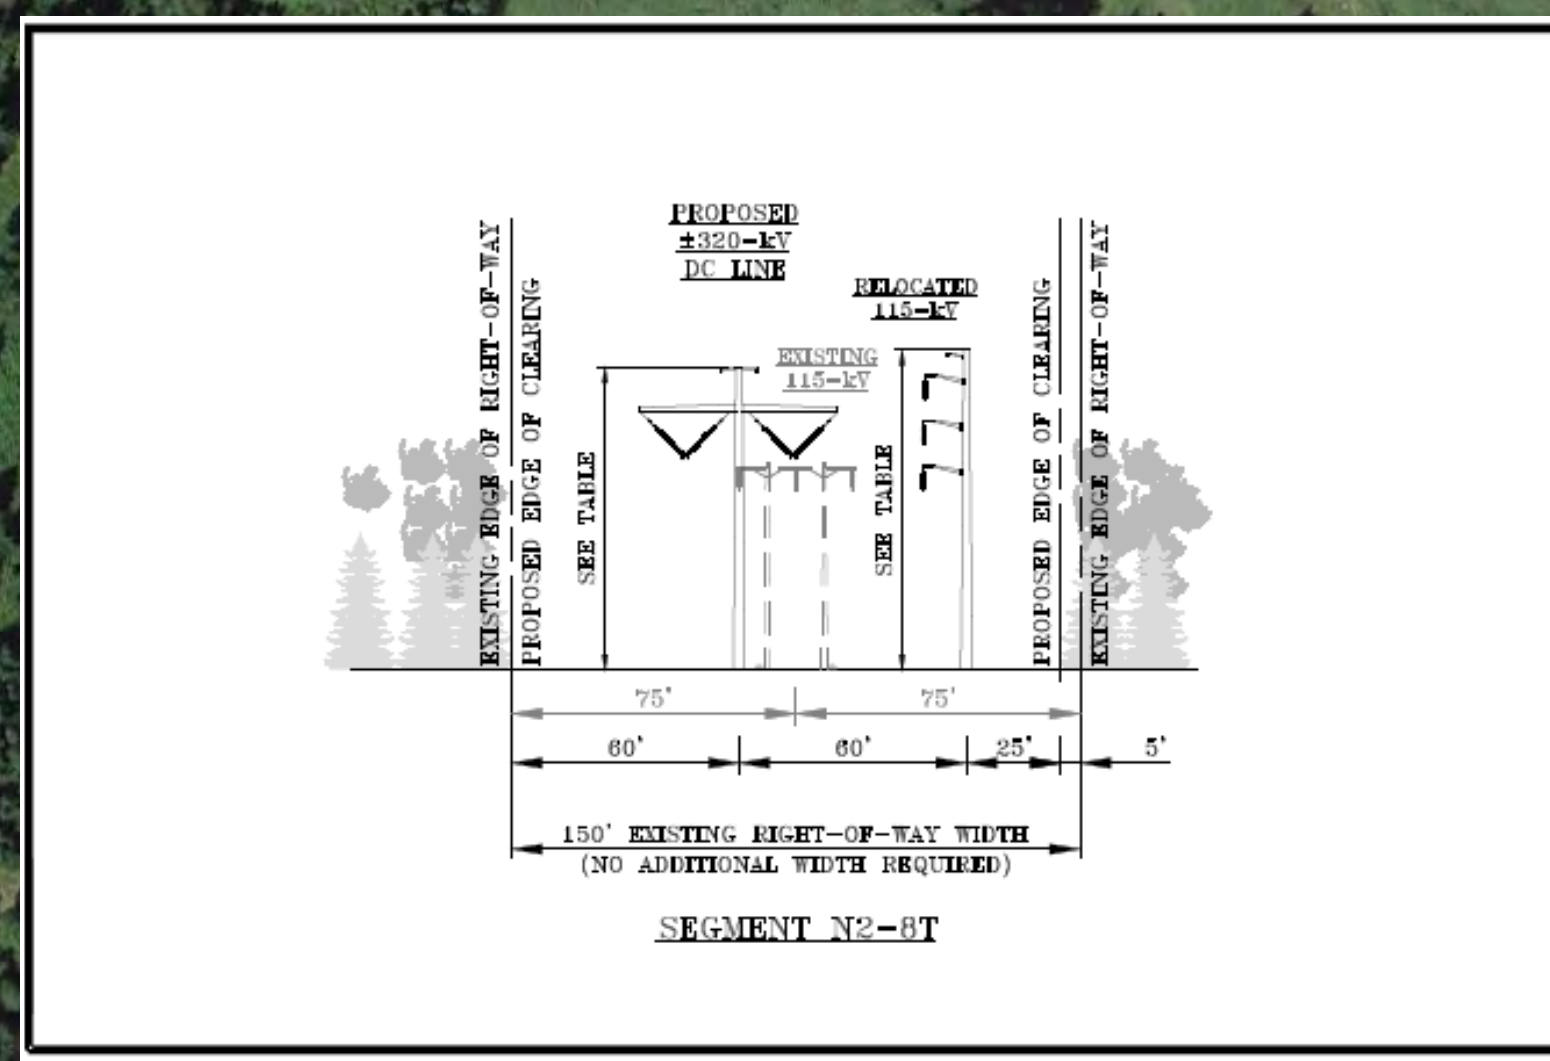 PROPOSED
±320-kV
DC LINE
RELOCATED
115-kV
EXISTING
115-kV
EXISTING EDGE OF RIGHT-OF-WAY
PROPOSED EDGE OF CLEARING
SEE TABLE
SEE TABLE
PROPOSED EDGE OF CLEARING
EXISTING EDGE OF RIGHT-OF-WAY
75' 75'
60' 60' 25' 5'
150' EXISTING RIGHT-OF-WAY WIDTH
(NO ADDITIONAL WIDTH REQUIRED)
SEGMENT N2-8T